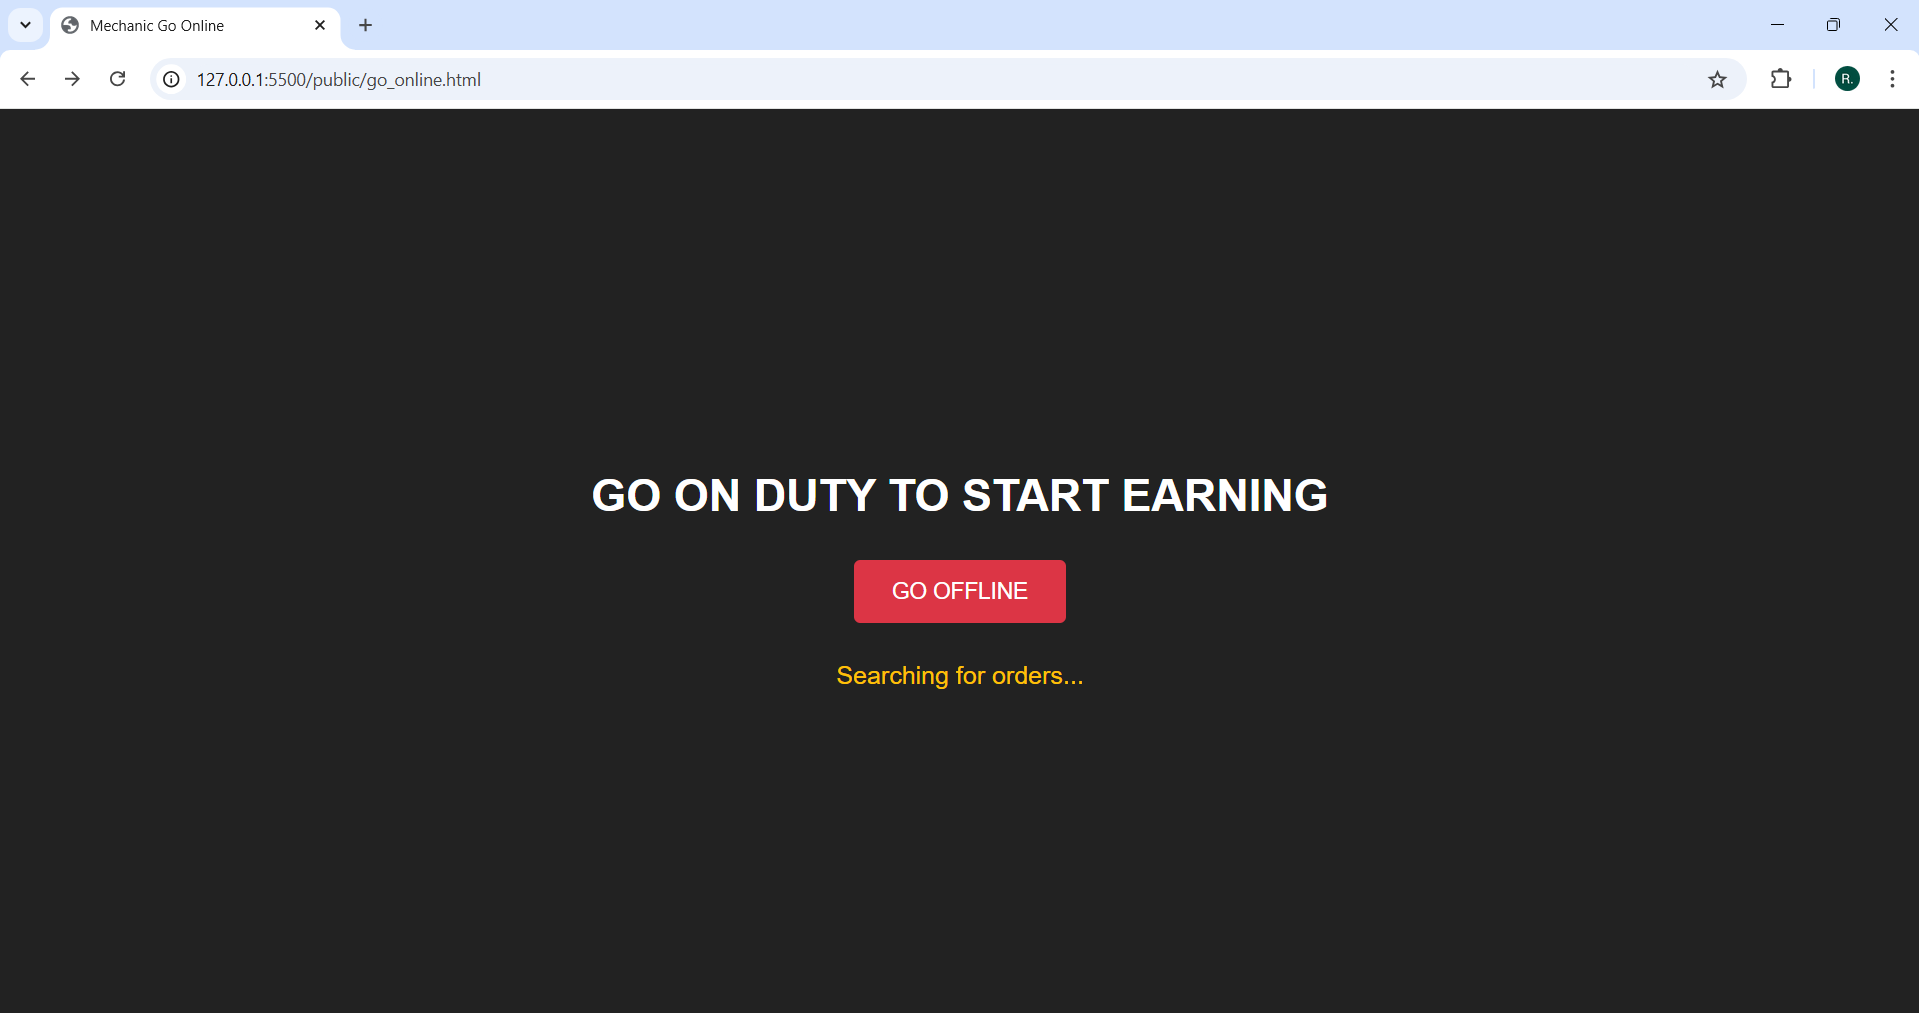 Mechanic Go Online
127.0.0.1:5500/public/go_online.html
R.
GO ON DUTY TO START EARNING
GO OFFLINE
Searching for orders...